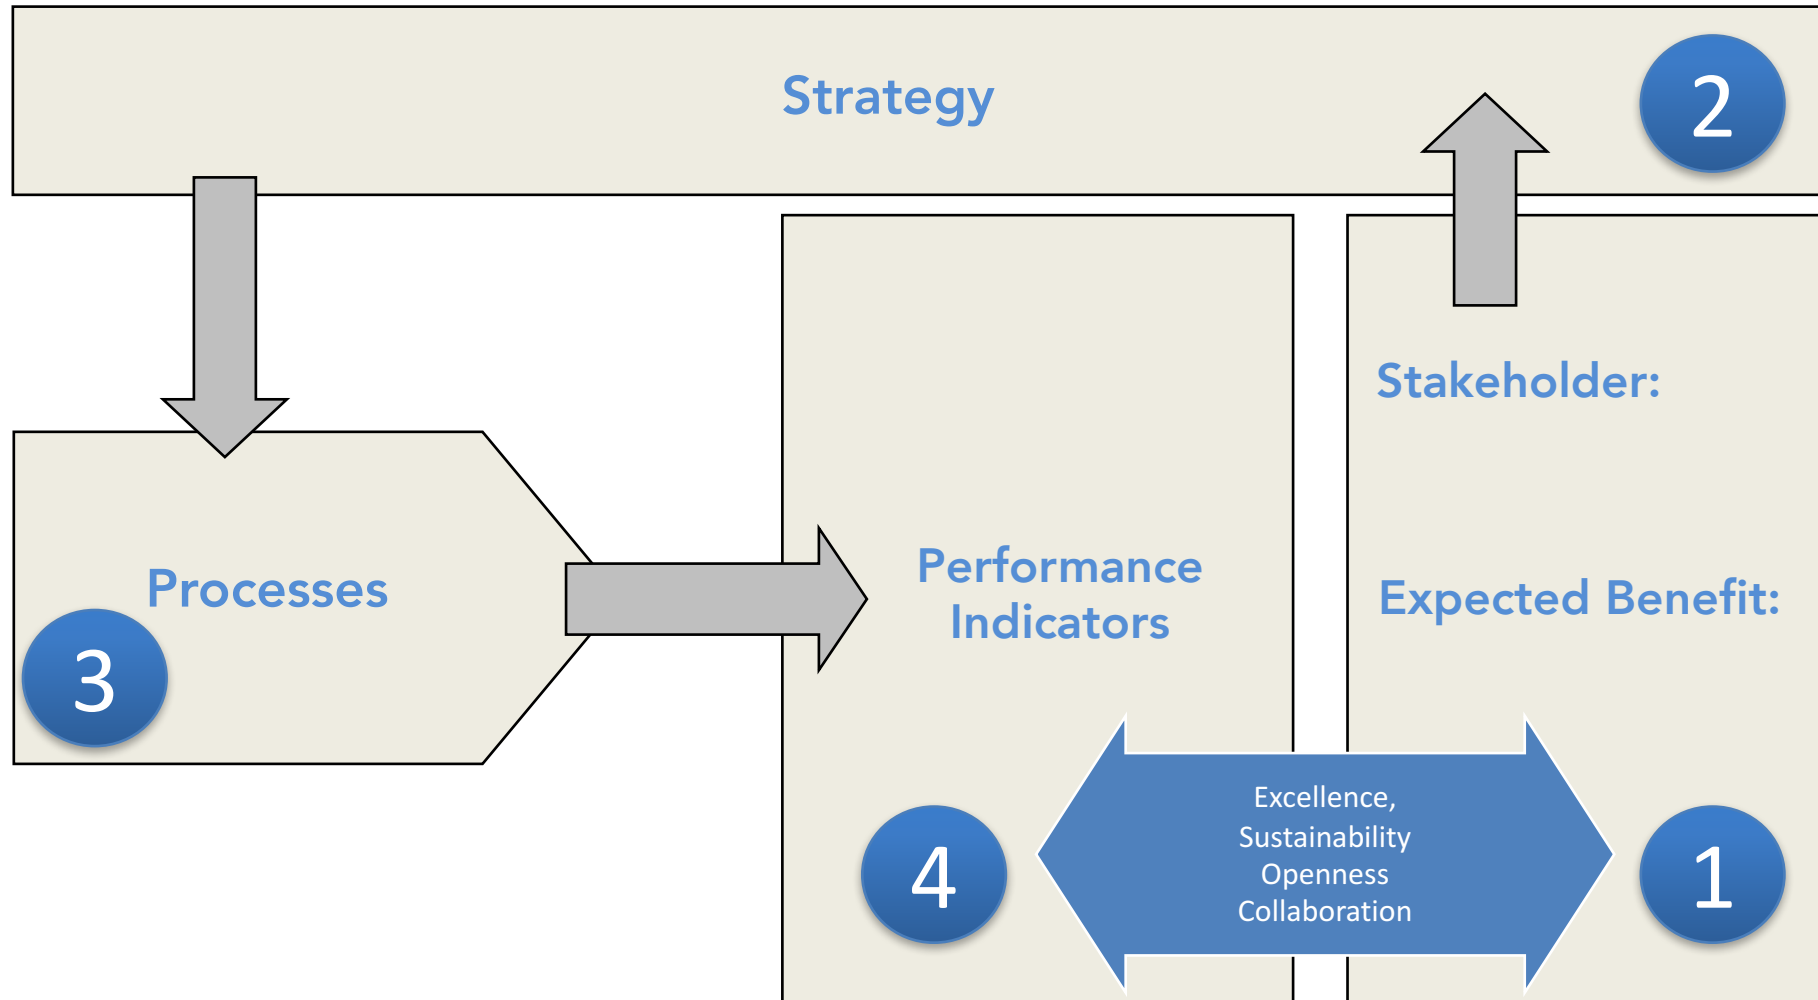 Strategy
2
Stakeholder:
Processes
3
Performance
Indicators
Expected Benefit:
Excellence,
Sustainability
Openness
Collaboration
4
1